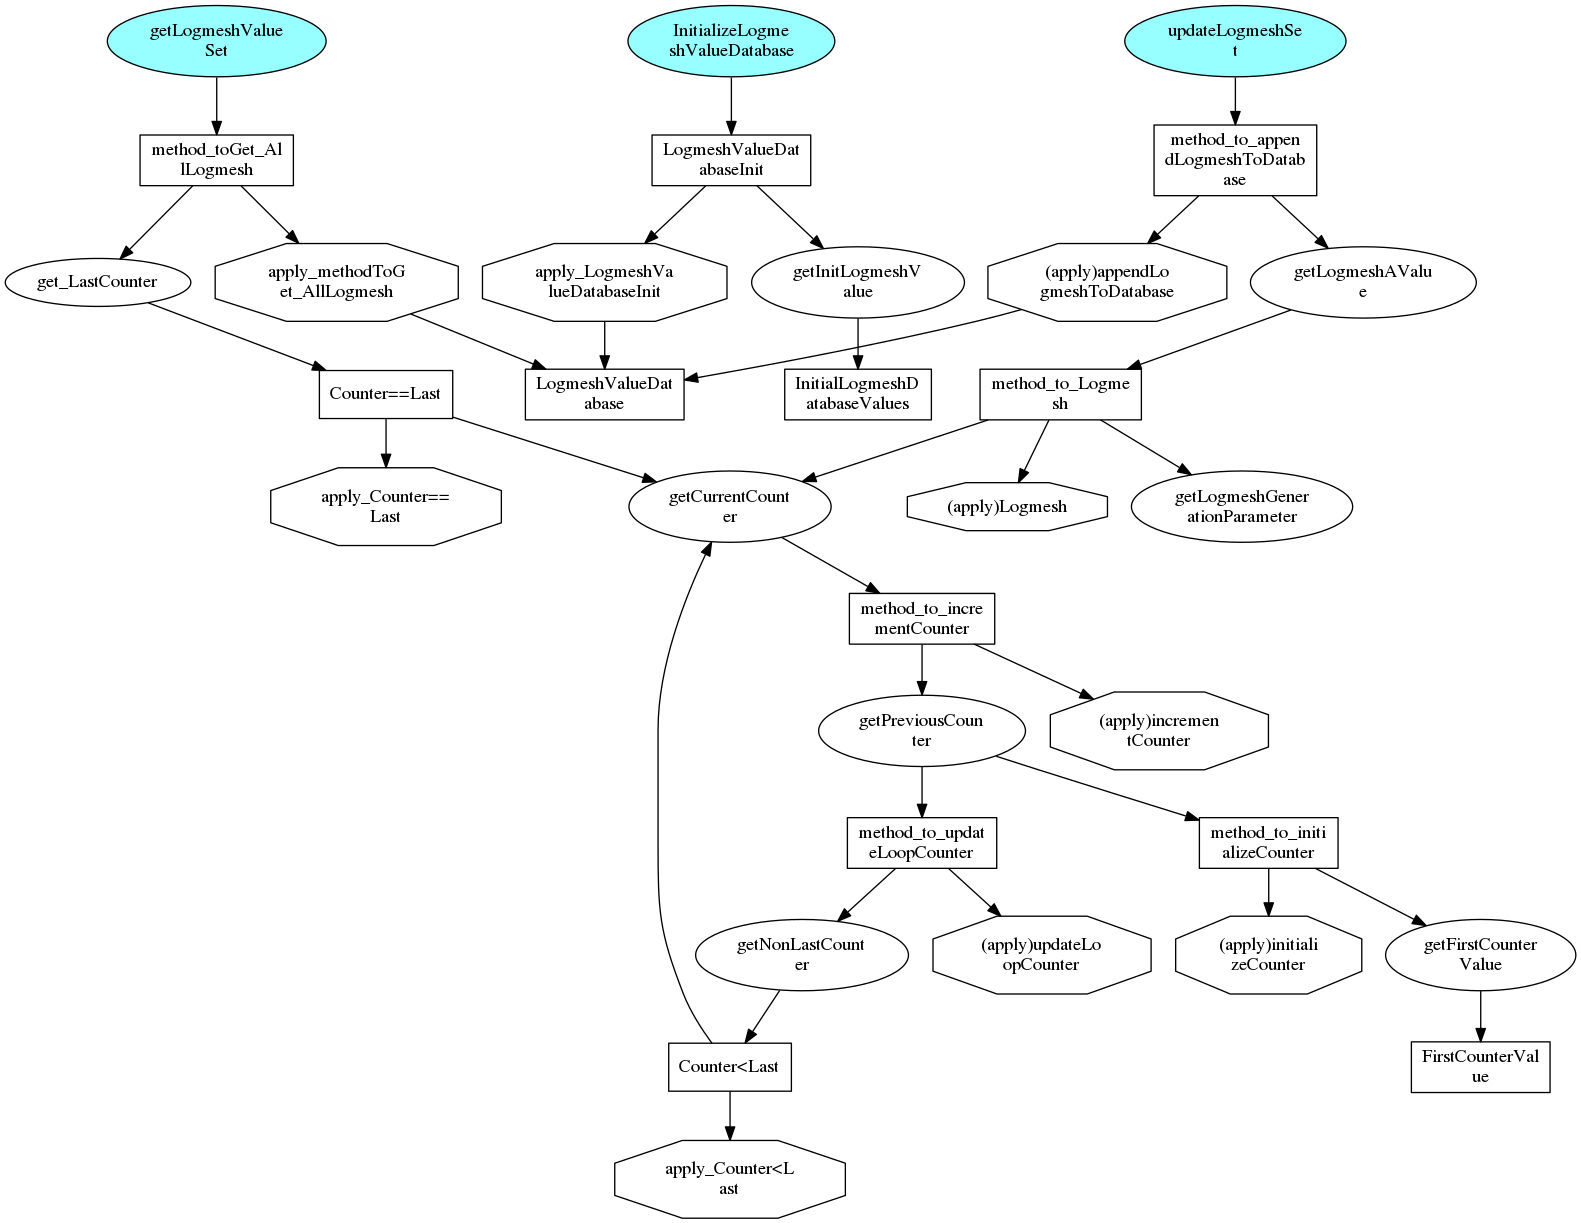 getLogmeshValue
Set
InitializeLogme
shValueDatabase
updateLogmeshSe
t
method_toGet_Al
lLogmesh
LogmeshValueDat
abaseInit
method_to_appen
dLogmeshToDatab
ase
get_LastCounter
apply_methodToG
et_AllLogmesh
apply_LogmeshVa
lueDatabaseInit
getInitLogmeshV
alue
(apply)appendLo
gmeshToDatabase
getLogmeshAValu
e
Counter==Last
LogmeshValueDat
abase
InitialLogmeshD
atabaseValues
method_to_Logme
sh
apply_Counter==
Last
getCurrentCount
er
(apply)Logmesh
getLogmeshGener
ationParameter
method_to_incre
mentCounter
getPreviousCoun
ter
(apply)incremen
tCounter
method_to_updat
eLoopCounter
method_to_initi
alizeCounter
getNonLastCount
er
(apply)updateLo
opCounter
(apply)initiali
zeCounter
getFirstCounter
Value
Counter<Last
FirstCounterVal
ue
apply_Counter<L
ast